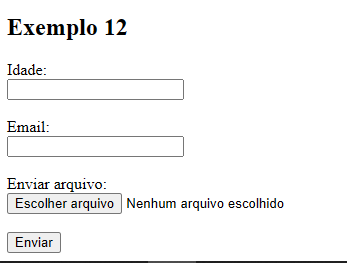 Exemplo 12
Idade:
Email:
Enviar arquivo:
Escolher arquivo Nenhum arquivo escolhido
Enviar